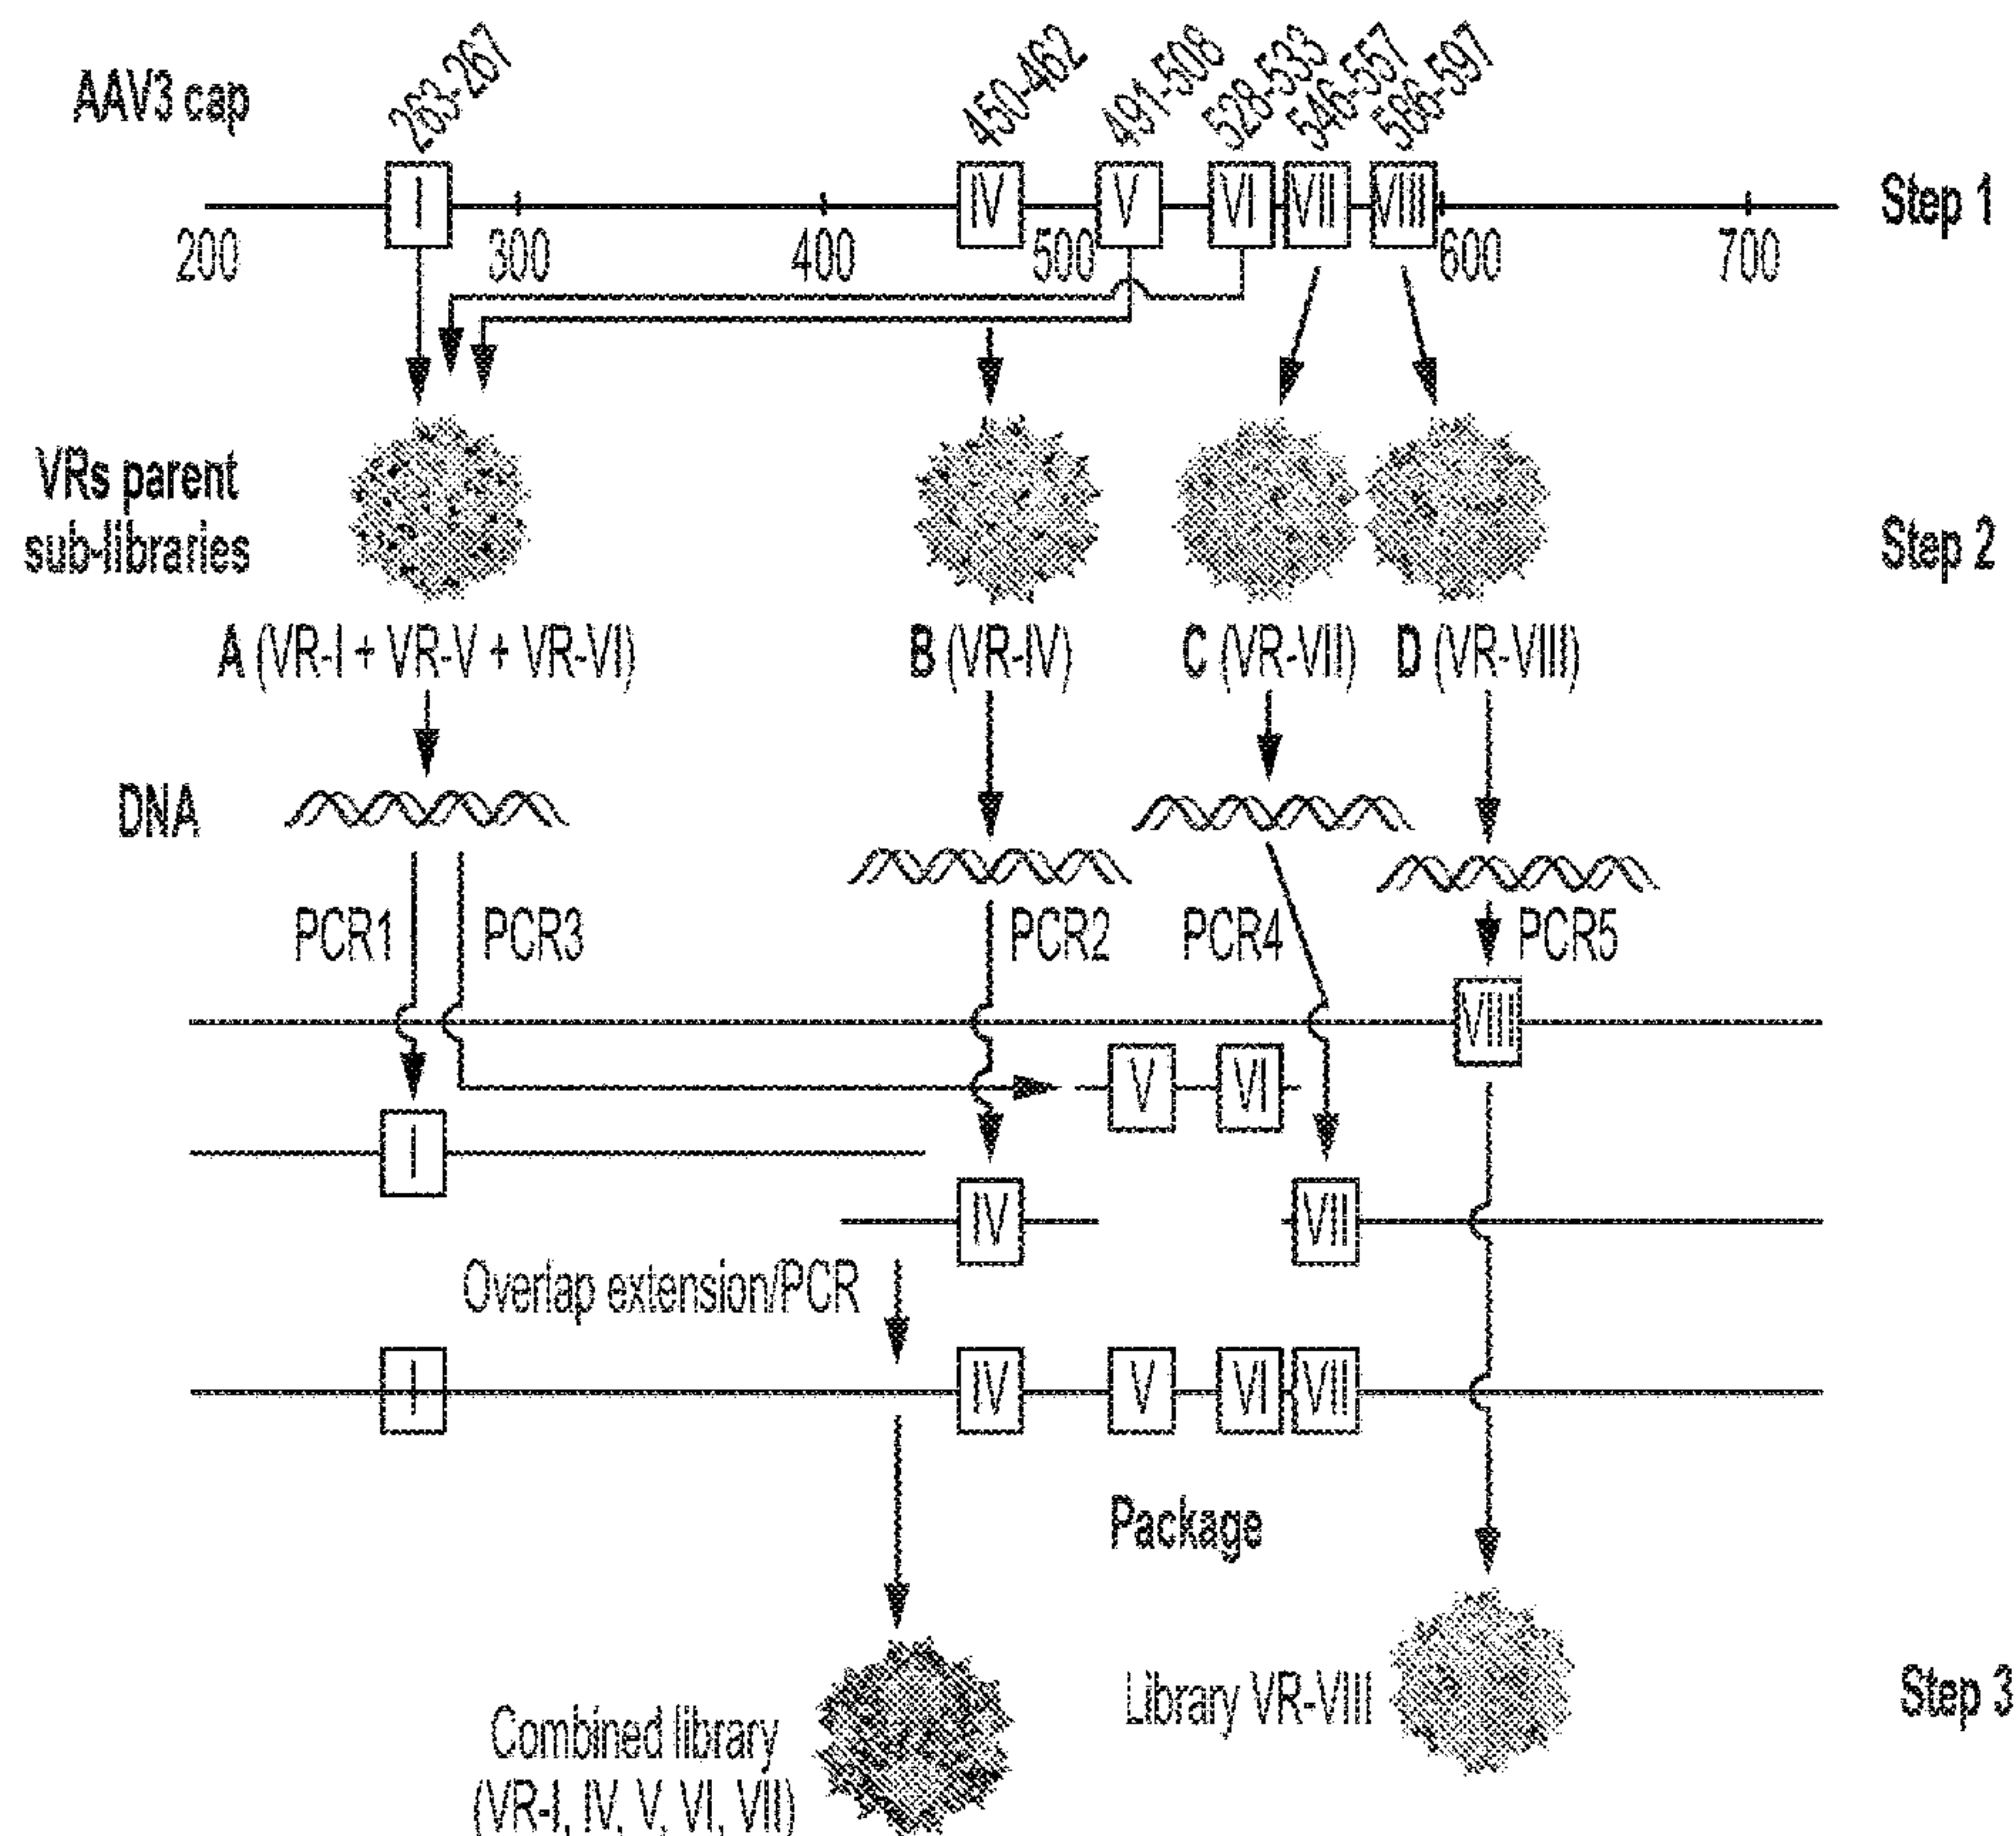 AAV3 cap
263-267
450-462
491-508
528-533
546-557
586-597
I
IV
V
VI
VII
VIII
Step 1
200
300
400
500
600
700
VRs parent
sub-libraries
Step 2
A (VR-I + VR-V + VR-VI)
B (VR-IV)
C (VR-VII)
D (VR-VIII)
DNA
PCR1
PCR3
PCR2
PCR4
PCR5
VIII
V
VI
I
IV
VII
Overlap extension/PCR
I
IV
V
VI
VII
Package
Library VR-VIII
Step 3
Combined library
(VR-I, IV, V, VI, VII)